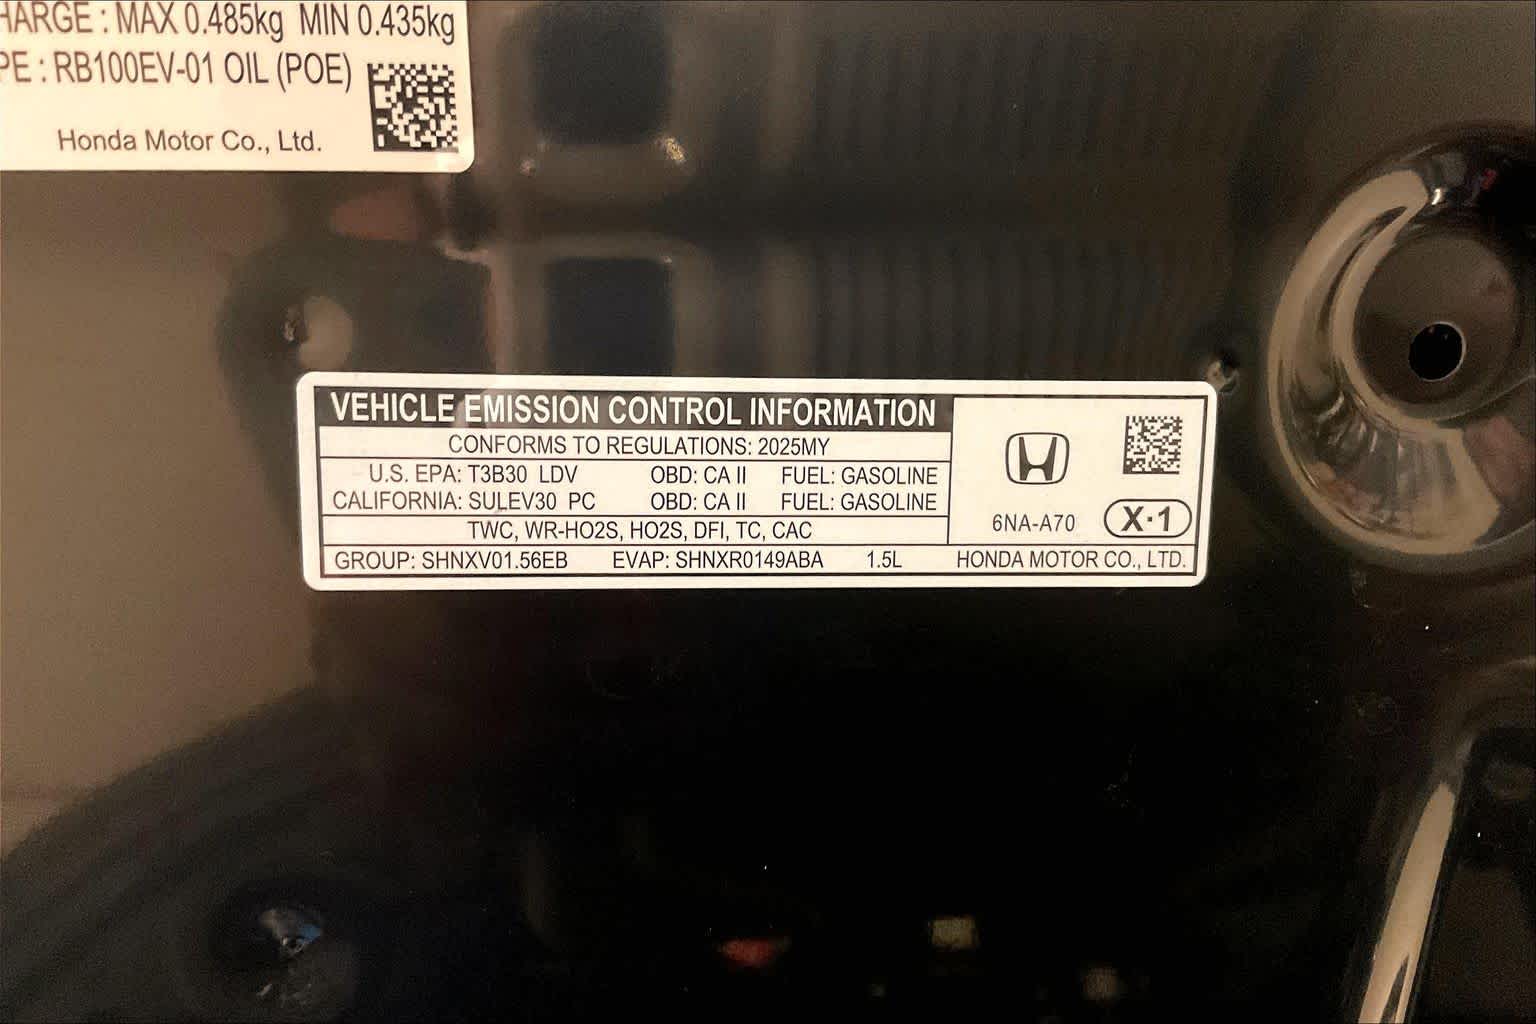 HARGE : MAX 0.485kg MIN 0.435kg
PE : RB100EV-01 OIL (POE)
Honda Motor Co., Ltd.
VEHICLE EMISSION CONTROL INFORMATION
CONFORMS TO REGULATIONS: 2025MY
U.S. EPA: T3B30 LDV OBD: CA II FUEL: GASOLINE
CALIFORNIA: SULEV30 PC OBD: CA II FUEL: GASOLINE
TWC, WR-HO2S, HO2S, DFI, TC, CAC
6NA-A70 X·1
GROUP: SHNXV01.56EB EVAP: SHNXR0149ABA 1.5L HONDA MOTOR CO., LTD.